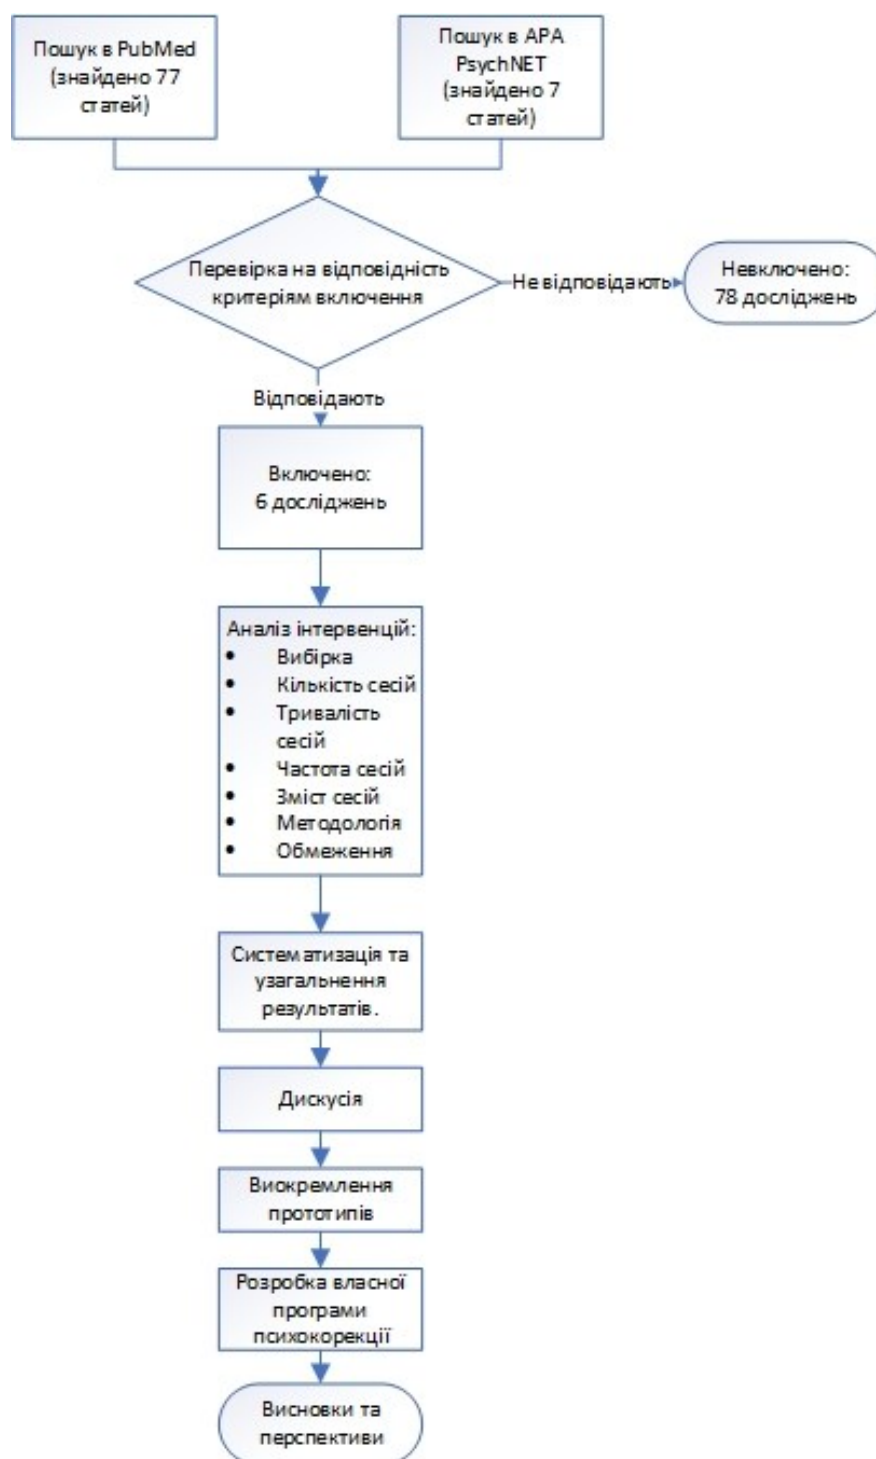 Пошук в PubMed
(знайдено 77
статей)
Пошук в APA
PsychNET
(знайдено 7
статей)
Перевірка на відповідність
критеріям включення
Не відповідають
Невключено:
78 досліджень
Відповідають
Включено:
6 досліджень
Аналіз інтервенцій:
• Вибірка
• Кількість сесій
• Тривалість
сесій
• Частота сесій
• Зміст сесій
• Методологія
• Обмеження
Систематизація та
узагальнення
результатів.
Дискусія
Виокремлення
прототипів
Розробка власної
програми
психокорекції
Висновки та
перспективи